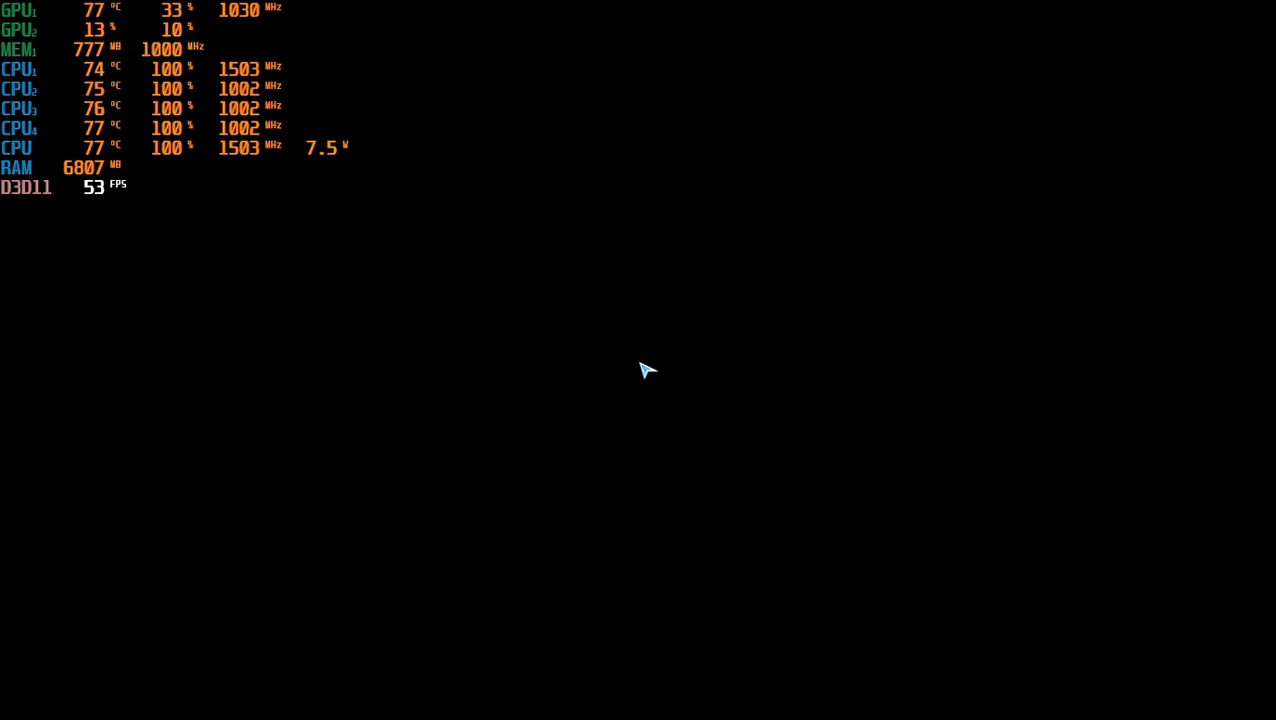 GPU1 77 °C 33 % 1030 MHz
GPU2 13 % 10 %
MEM1 777 MB 1000 MHz
CPU1 74 °C 100 % 1503 MHz
CPU2 75 °C 100 % 1002 MHz
CPU3 76 °C 100 % 1002 MHz
CPU4 77 °C 100 % 1002 MHz
CPU 77 °C 100 % 1503 MHz 7.5 W
RAM 6807 MB
D3D11 53 FPS